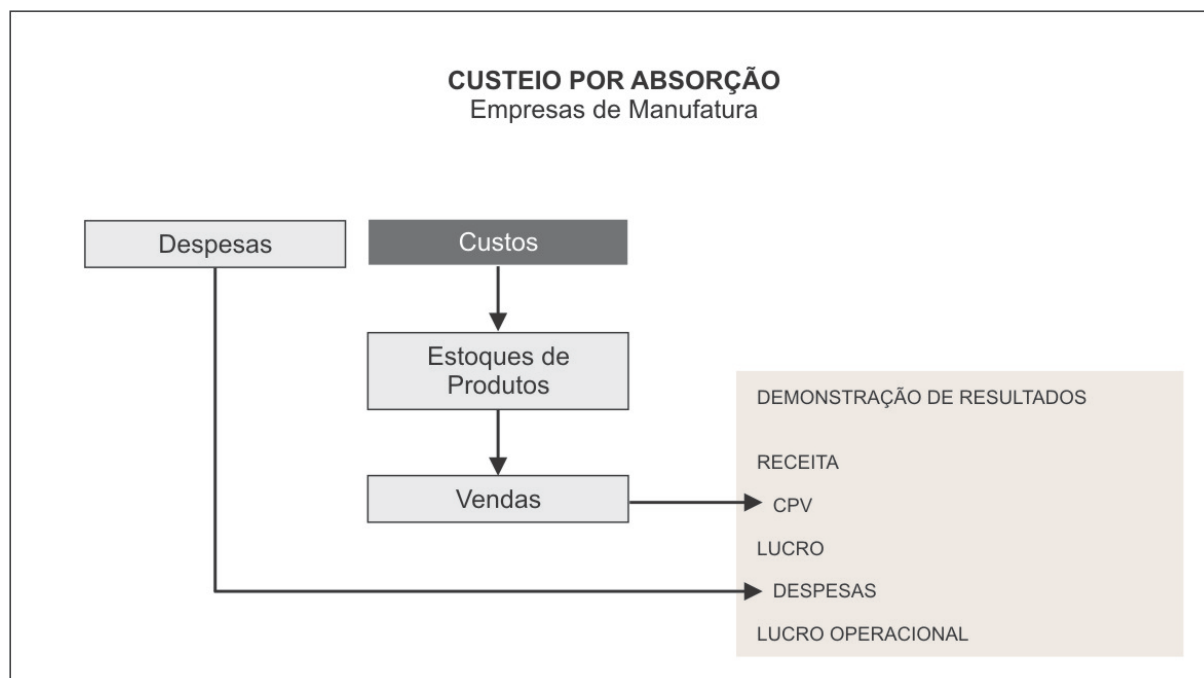 CUSTEIO POR ABSORÇÃO
Empresas de Manufatura
Despesas
Custos
Estoques de
Produtos
Vendas
DEMONSTRAÇÃO DE RESULTADOS
RECEITA
CPV
LUCRO
DESPESAS
LUCRO OPERACIONAL